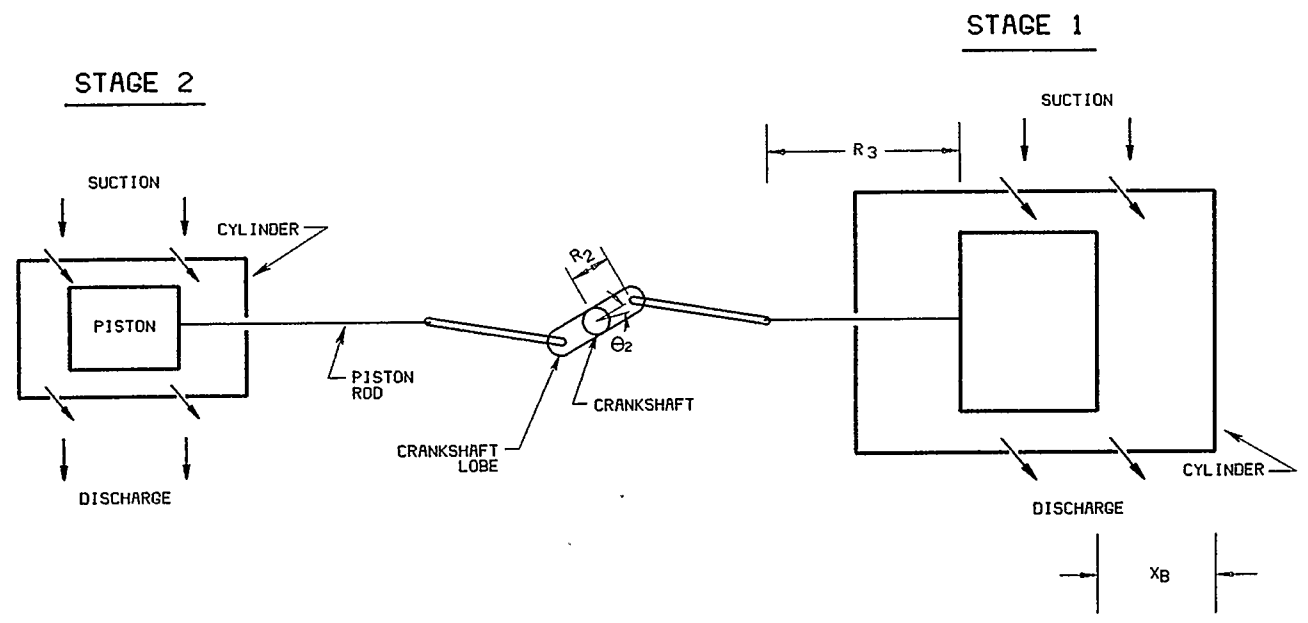 STAGE 1
STAGE 2
SUCTION
R3
SUCTION
CYLINDER
R2
PISTON
θ2
PISTON
ROD
CRANKSHAFT
CRANKSHAFT
LOBE
CYLINDER
DISCHARGE
DISCHARGE
XB